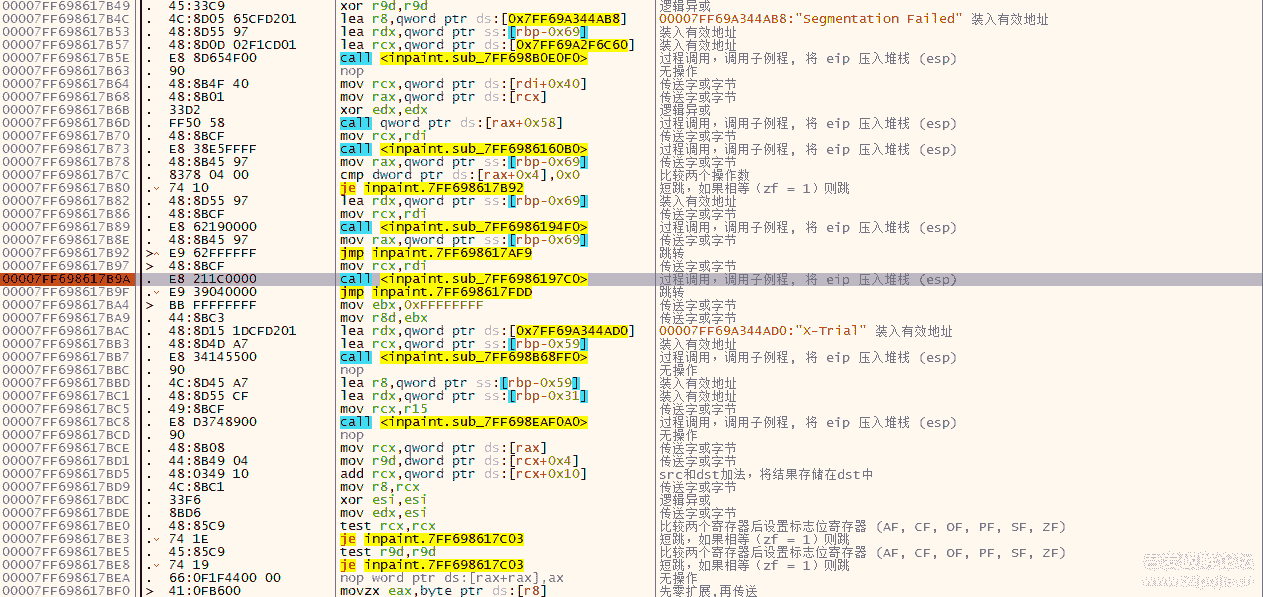 00007FF698617B49 . 45:33C9 xor r9d,r9d 逻辑异或
00007FF698617B4C . 4C:8D05 65CFD201 lea r8,qword ptr ds:[0x7FF69A344AB8] 00007FF69A344AB8:"Segmentation Failed" 装入有效地址
00007FF698617B53 . 48:8D55 97 lea rdx,qword ptr ss:[rbp-0x69] 装入有效地址
00007FF698617B57 . 48:8D0D 02F1CD01 lea rcx,qword ptr ds:[0x7FF69A2F6C60] 装入有效地址
00007FF698617B5E . E8 8D654F00 call <inpaint.sub_7FF698B0E0F0> 过程调用，调用子例程, 将 eip 压入堆栈 (esp)
00007FF698617B63 . 90 nop 无操作
00007FF698617B64 . 48:8B4F 40 mov rcx,qword ptr ds:[rdi+0x40] 传送字或字节
00007FF698617B68 . 48:8B01 mov rax,qword ptr ds:[rcx] 传送字或字节
00007FF698617B6B . 33D2 xor edx,edx 逻辑异或
00007FF698617B6D . FF50 58 call qword ptr ds:[rax+0x58] 过程调用，调用子例程, 将 eip 压入堆栈 (esp)
00007FF698617B70 . 48:8BCF mov rcx,rdi 传送字或字节
00007FF698617B73 . E8 38E5FFFF call <inpaint.sub_7FF6986160B0> 过程调用，调用子例程, 将 eip 压入堆栈 (esp)
00007FF698617B78 . 48:8B45 97 mov rax,qword ptr ss:[rbp-0x69] 传送字或字节
00007FF698617B7C . 8378 04 00 cmp dword ptr ds:[rax+0x4],0x0 比较两个操作数
00007FF698617B80 . 74 10 je inpaint.7FF698617B92 短跳，如果相等（zf = 1）则跳
00007FF698617B82 . 48:8D55 97 lea rdx,qword ptr ss:[rbp-0x69] 装入有效地址
00007FF698617B86 . 48:8BCF mov rcx,rdi 传送字或字节
00007FF698617B89 . E8 62190000 call <inpaint.sub_7FF6986194F0> 过程调用，调用子例程, 将 eip 压入堆栈 (esp)
00007FF698617B8E . 48:8B45 97 mov rax,qword ptr ss:[rbp-0x69] 传送字或字节
00007FF698617B92 > E9 62FFFFFF jmp inpaint.7FF698617AF9 跳转
00007FF698617B97 > 48:8BCF mov rcx,rdi 传送字或字节
00007FF698617B9A . E8 211C0000 call <inpaint.sub_7FF6986197C0> 过程调用，调用子例程, 将 eip 压入堆栈 (esp)
00007FF698617B9F . E9 39040000 jmp inpaint.7FF698617FDD 跳转
00007FF698617BA4 > BB FFFFFFFF mov ebx,0xFFFFFFFF 传送字或字节
00007FF698617BA9 . 44:8BC3 mov r8d,ebx 传送字或字节
00007FF698617BAC . 48:8D15 1DCFD201 lea rdx,qword ptr ds:[0x7FF69A344AD0] 00007FF69A344AD0:"X-Trial" 装入有效地址
00007FF698617BB3 . 48:8D4D A7 lea rcx,qword ptr ss:[rbp-0x59] 装入有效地址
00007FF698617BB7 . E8 34145500 call <inpaint.sub_7FF698B68FF0> 过程调用，调用子例程, 将 eip 压入堆栈 (esp)
00007FF698617BBC . 90 nop 无操作
00007FF698617BBD . 4C:8D45 A7 lea r8,qword ptr ss:[rbp-0x59] 装入有效地址
00007FF698617BC1 . 48:8D55 CF lea rdx,qword ptr ss:[rbp-0x31] 装入有效地址
00007FF698617BC5 . 49:8BCF mov rcx,r15 传送字或字节
00007FF698617BC8 . E8 D3748900 call <inpaint.sub_7FF698EAF0A0> 过程调用，调用子例程, 将 eip 压入堆栈 (esp)
00007FF698617BCD . 90 nop 无操作
00007FF698617BCE . 48:8B08 mov rcx,qword ptr ds:[rax] 传送字或字节
00007FF698617BD1 . 44:8B49 04 mov r9d,dword ptr ds:[rcx+0x4] 传送字或字节
00007FF698617BD5 . 48:0349 10 add rcx,qword ptr ds:[rcx+0x10] src和dst加法，将结果存储在dst中
00007FF698617BD9 . 4C:8BC1 mov r8,rcx 传送字或字节
00007FF698617BDC . 33F6 xor esi,esi 逻辑异或
00007FF698617BDE . 8BD6 mov edx,esi 传送字或字节
00007FF698617BE0 . 48:85C9 test rcx,rcx 比较两个寄存器后设置标志位寄存器 (AF, CF, OF, PF, SF, ZF)
00007FF698617BE3 . 74 1E je inpaint.7FF698617C03 短跳，如果相等（zf = 1）则跳
00007FF698617BE5 . 45:85C9 test r9d,r9d 比较两个寄存器后设置标志位寄存器 (AF, CF, OF, PF, SF, ZF)
00007FF698617BE8 . 74 19 je inpaint.7FF698617C03 短跳，如果相等（zf = 1）则跳
00007FF698617BEA . 66:0F1F4400 00 nop word ptr ds:[rax+rax],ax 无操作
00007FF698617BF0 > 41:0FB600 movzx eax,byte ptr ds:[r8] 先零扩展,再传送
吾爱破解论坛
www.52pojie.cn